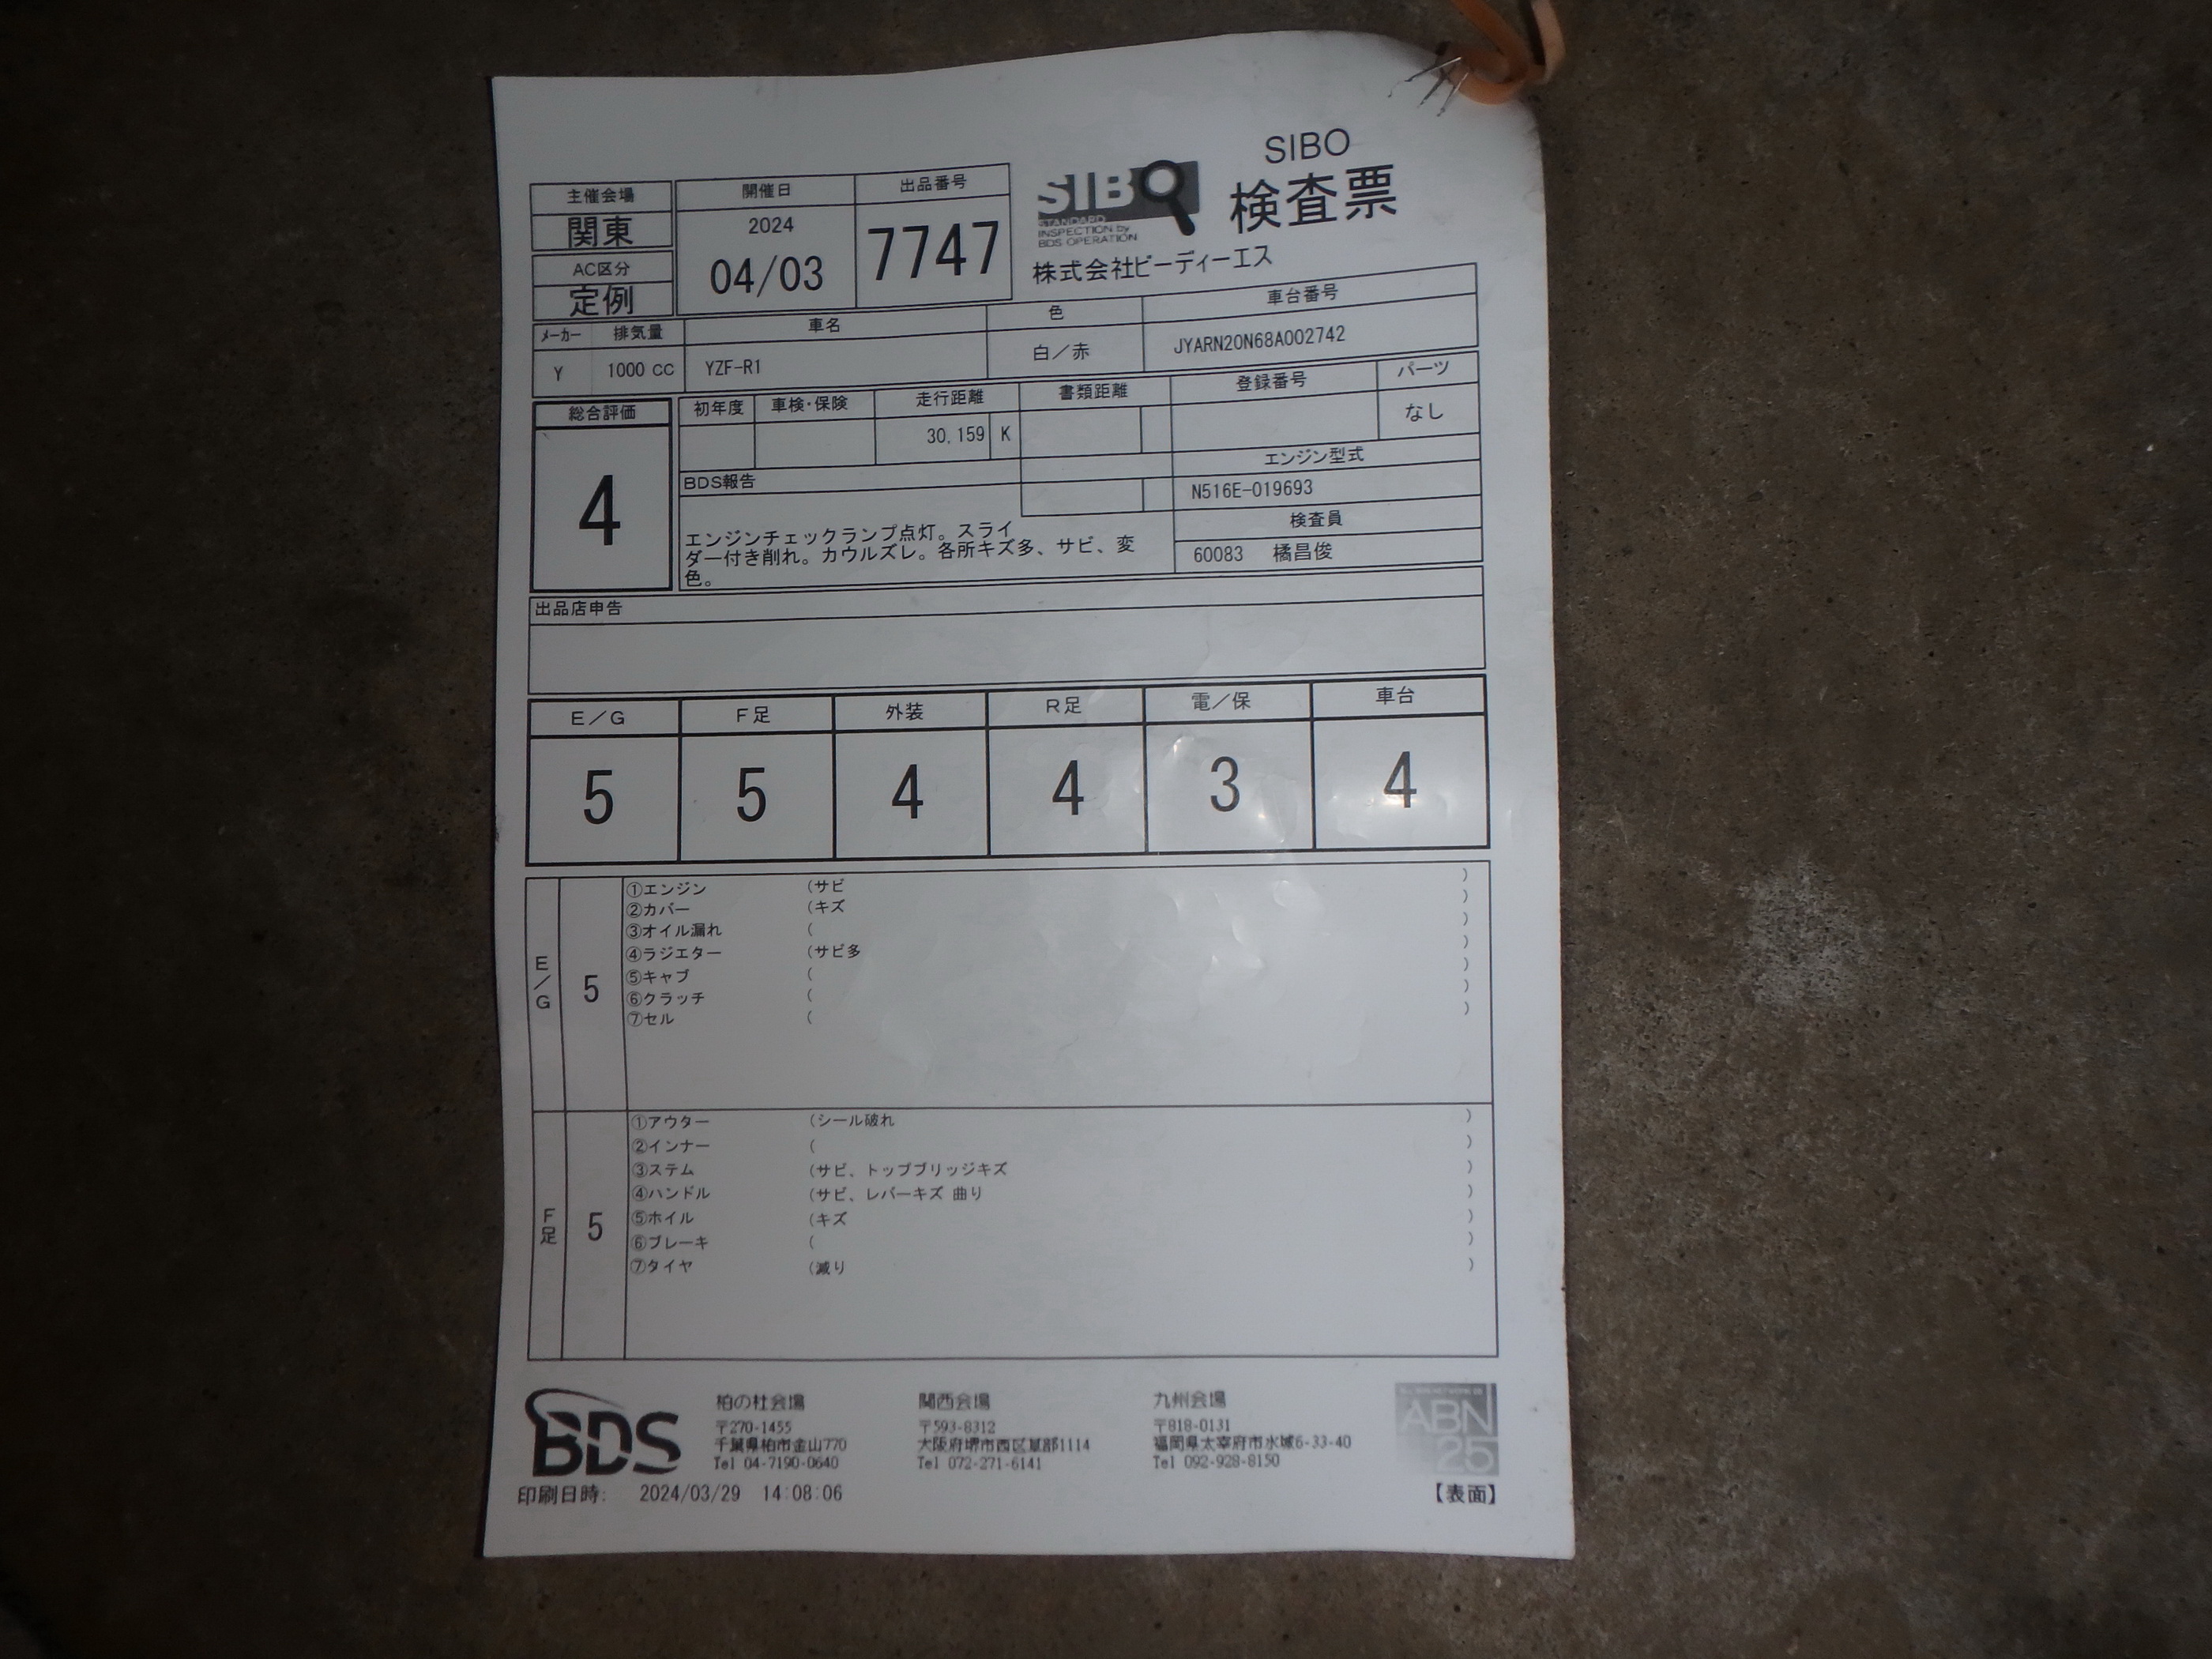 SIBO
検査票
SIBO
STANDARD
INSPECTION by
BDS OPERATION
株式会社ビーディーエス
主催会場
関東
AC区分
定例
開催日
2024
04/03
出品番号
7747
メーカー 排気量 車名 色 車台番号
Y 1000 CC YZF-R1 白／赤 JYARN20N68A002742
総合評価
4
初年度 車検・保険 走行距離 書類距離 登録番号 パーツ
30,159 K なし
エンジン型式
N516E-019693
検査員
60083 橘昌俊
BDS報告
エンジンチェックランプ点灯。スライ
ダー付き削れ。カウルズレ。各所キズ多、サビ、変
色。
出品店申告
E／G F足 外装 R足 電／保 車台
5 5 4 4 3 4
E／G 5
①エンジン (サビ )
②カバー (キズ )
③オイル漏れ ( )
④ラジエター (サビ多 )
⑤キャブ ( )
⑥クラッチ ( )
⑦セル ( )
F足 5
①アウター (シール破れ )
②インナー ( )
③ステム (サビ、トップブリッジキズ )
④ハンドル (サビ、レバーキズ 曲り )
⑤ホイル (キズ )
⑥ブレーキ ( )
⑦タイヤ (減り )
BDS
柏の杜会場
〒270-1455
千葉県柏市金山770
Tel 04-7190-0640
関西会場
〒593-8312
大阪府堺市西区草部1114
Tel 072-271-6141
九州会場
〒818-0131
福岡県太宰府市水城6-33-40
Tel 092-928-8150
ABN
25
印刷日時: 2024/03/29 14:08:06
【表面】